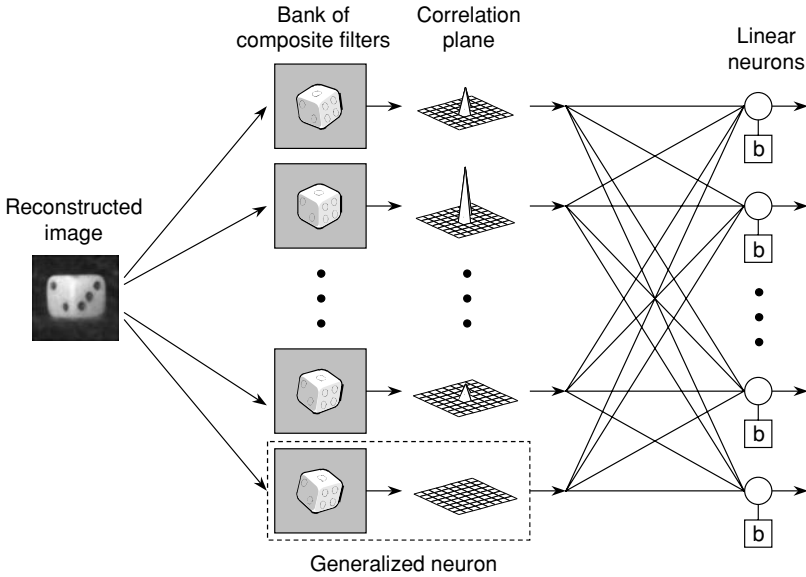 Bank of
composite filters
Correlation
plane
Linear
neurons
b
b
Reconstructed
image
b
b
Generalized neuron